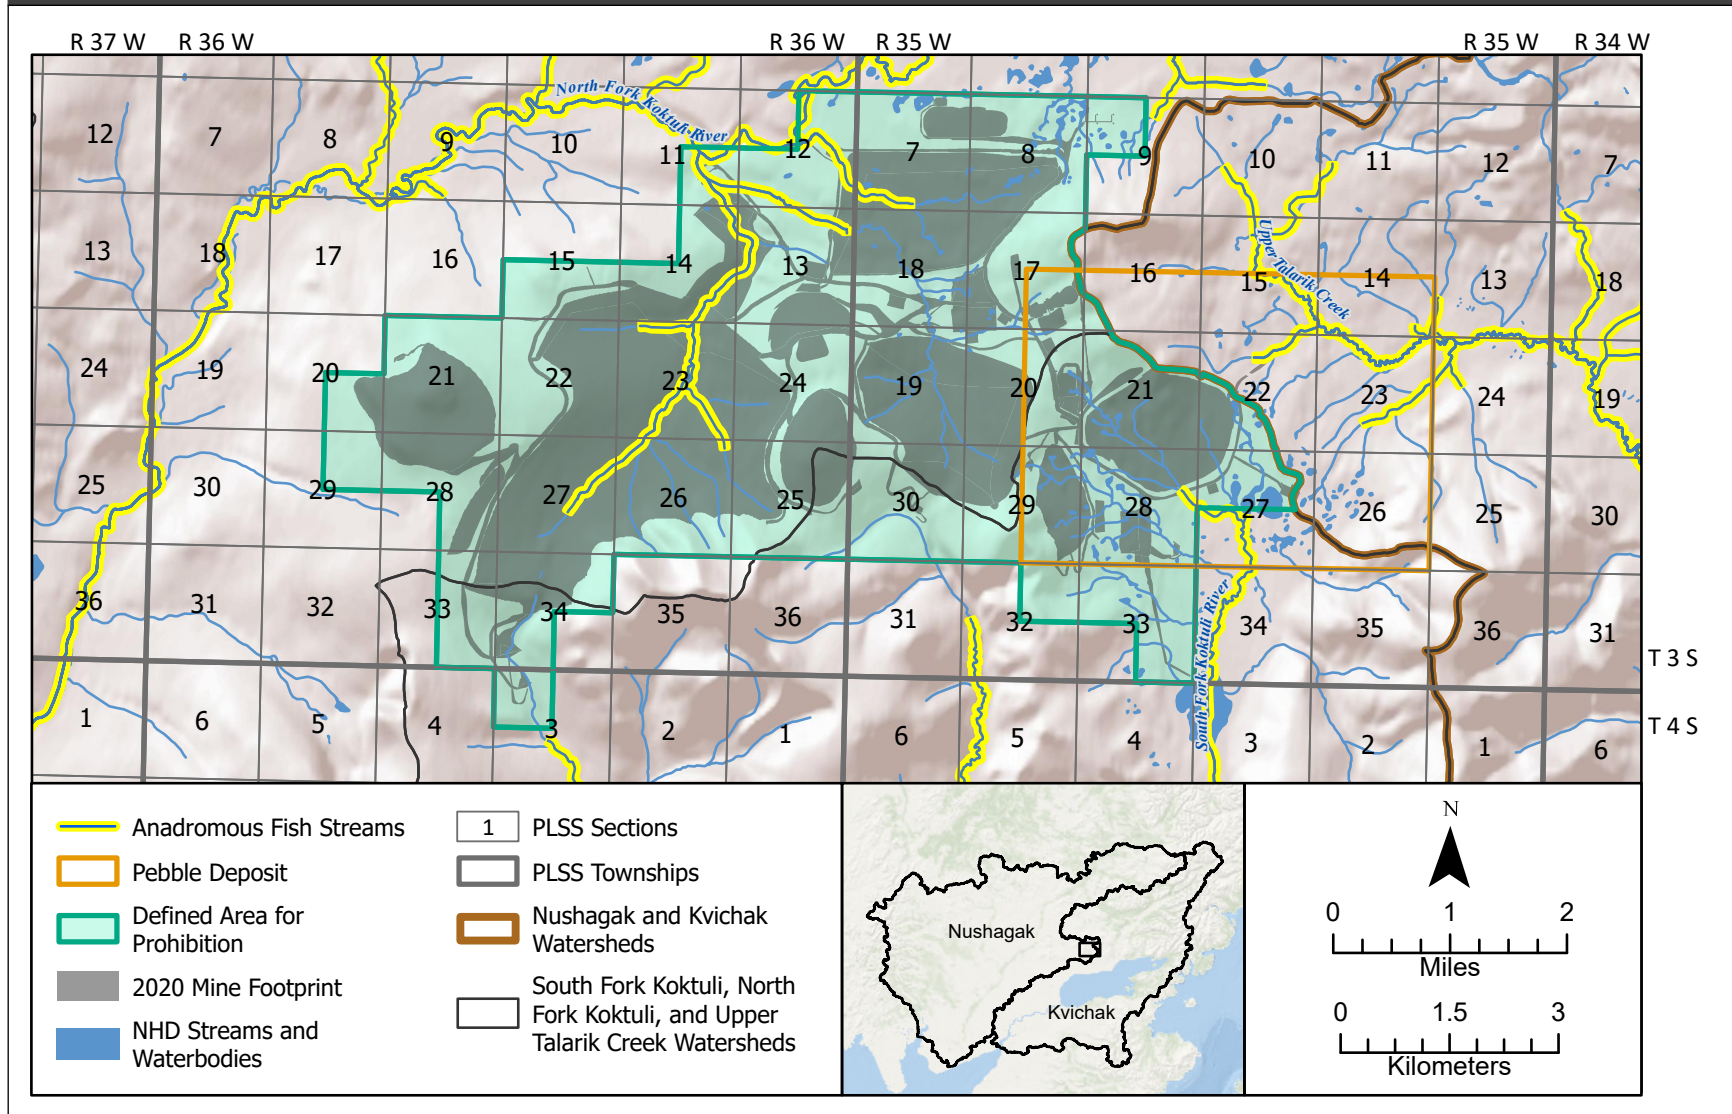 R 37 W R 36 W R 36 W R 35 W R 35 W R 34 W
North Fork Koktuli River
12 7 8 9 10 11 12 7 8 9 10 11 12 7
13 18 17 16 15 14 13 18 17 16 15 14 13 18
Upper Talarik Creek
24 19 20 21 22 23 24 19 20 21 22 23 24 19
25 30 29 28 27 26 25 30 29 28 27 26 25 30
36 31 32 33 34 35 36 31 32 33 34 35 36 31
South Fork Koktuli River
T 3 S
T 4 S
1 6 5 4 3 2 1 6 5 4 3 2 1 6
Anadromous Fish Streams
Pebble Deposit
Defined Area for
Prohibition
2020 Mine Footprint
NHD Streams and
Waterbodies
1 PLSS Sections
PLSS Townships
Nushagak and Kvichak
Watersheds
South Fork Koktuli, North
Fork Koktuli, and Upper
Talarik Creek Watersheds
Nushagak
Kvichak
N
0 1 2
Miles
0 1.5 3
Kilometers